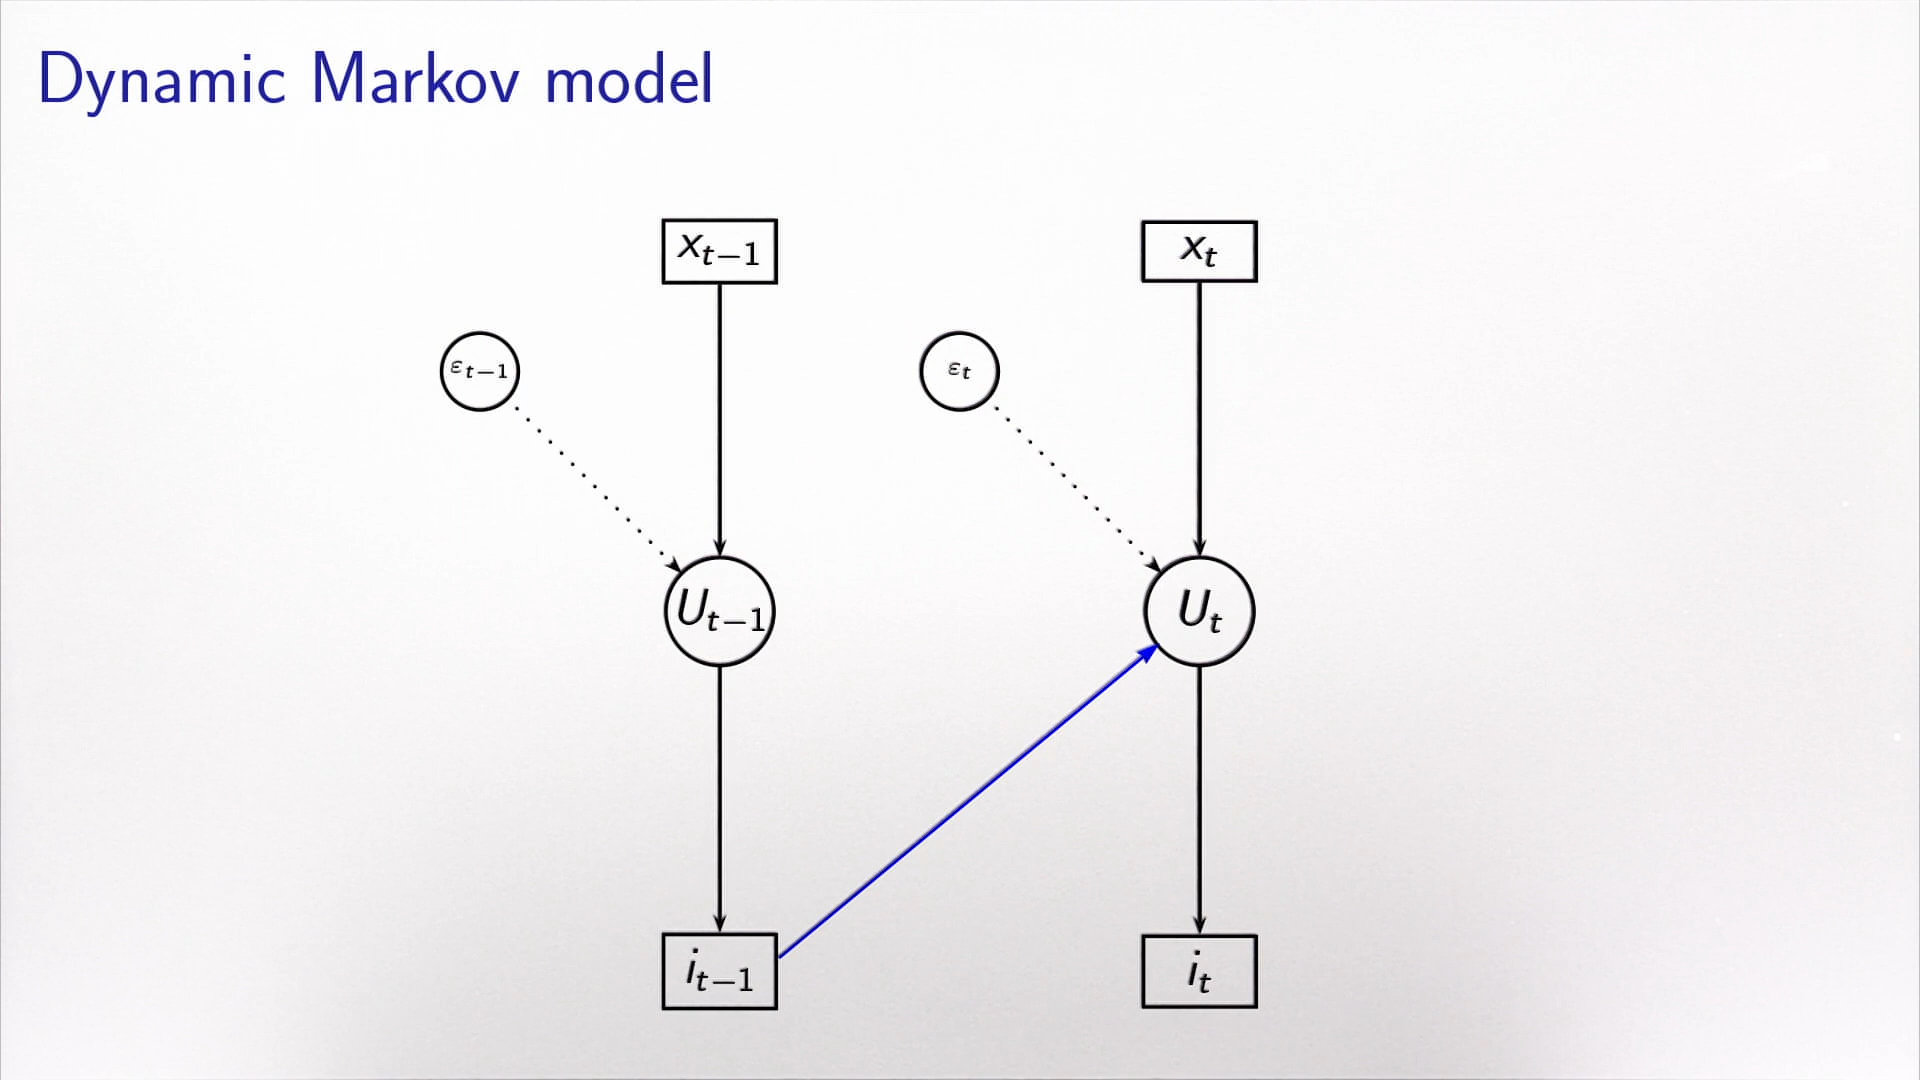 Dynamic Markov model
x_{t−1}
x_t
ε_{t−1}
ε_t
U_{t−1}
U_t
i_{t−1}
i_t